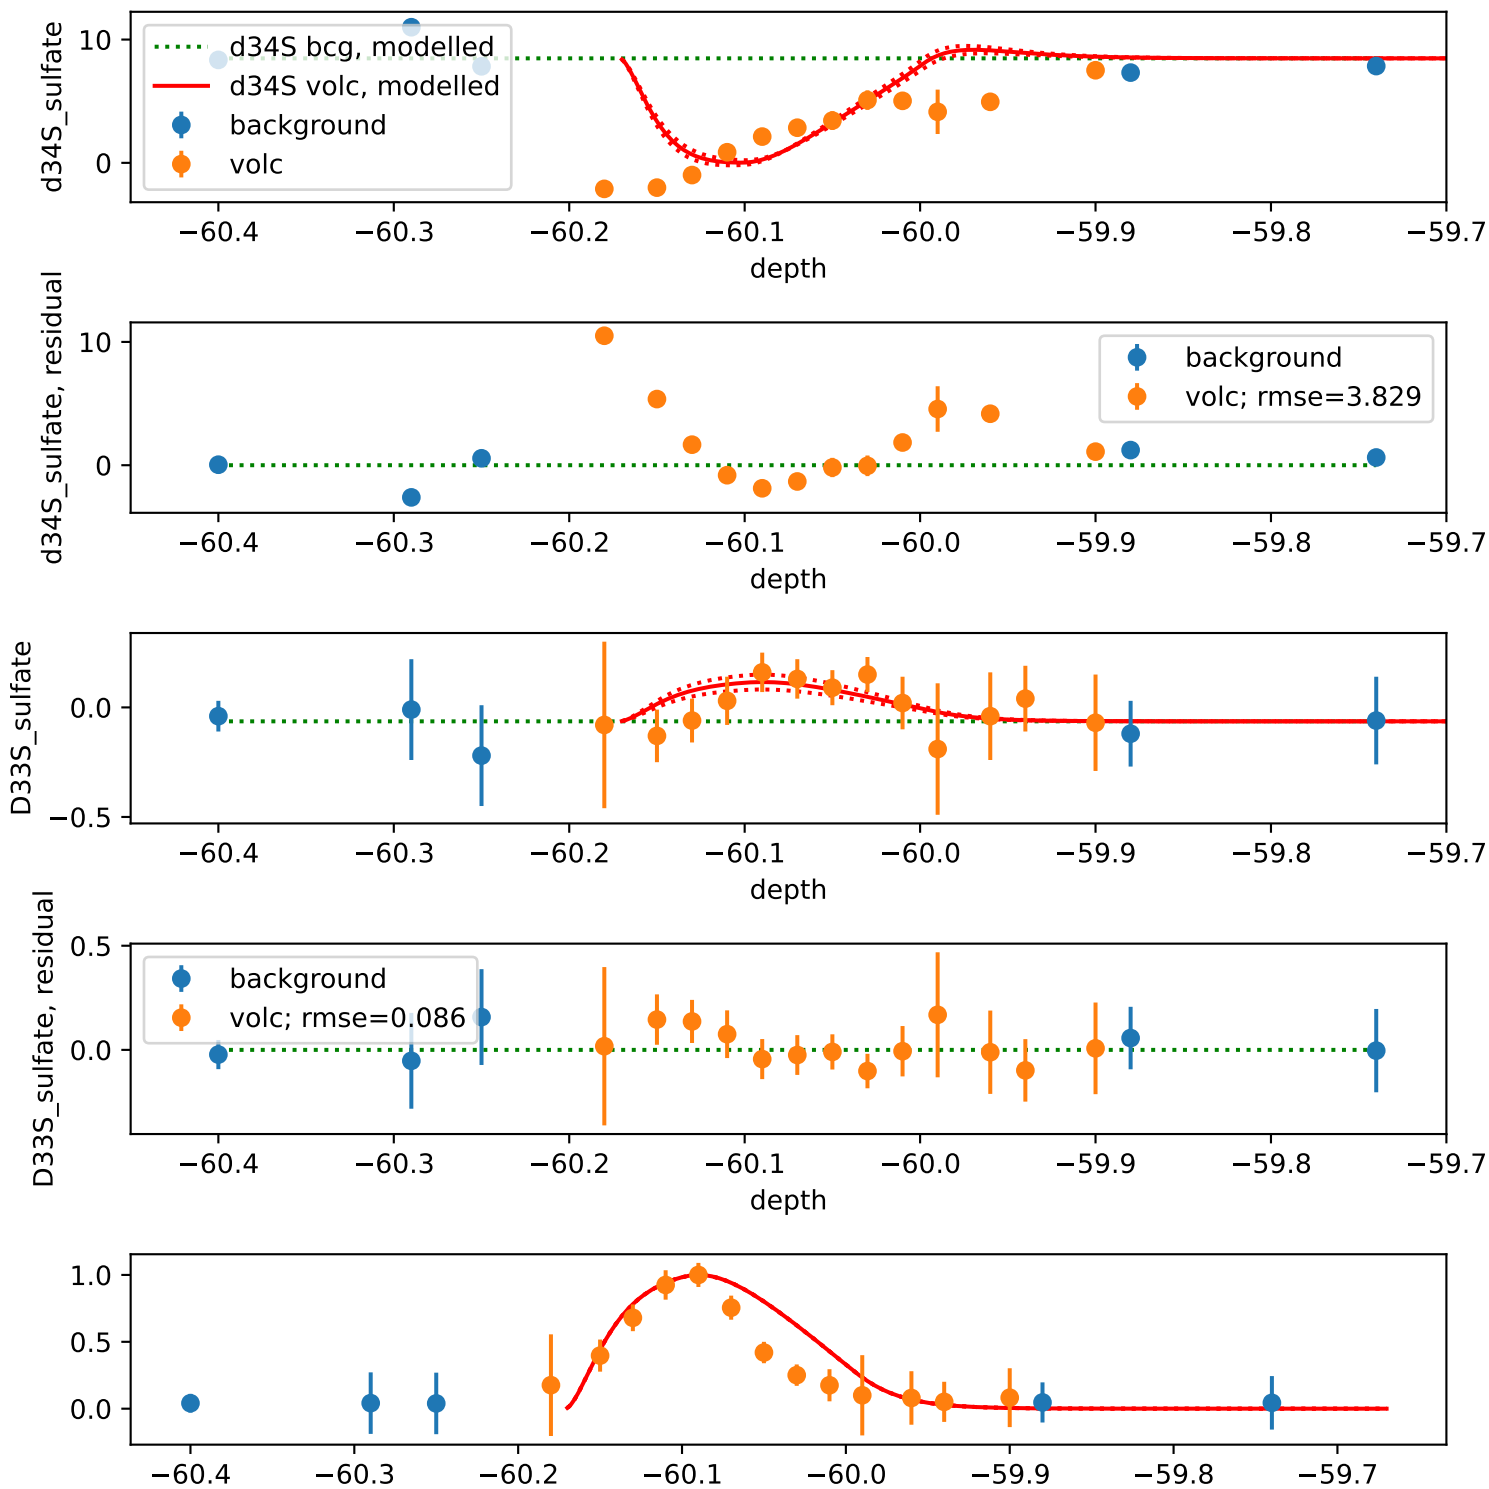 d34S_sulfate
10
0
d34S bcg, modelled
d34S volc, modelled
background
volc
−60.4 −60.3 −60.2 −60.1 −60.0 −59.9 −59.8 −59.7
depth
d34S_sulfate, residual
10
0
background
volc; rmse=3.829
−60.4 −60.3 −60.2 −60.1 −60.0 −59.9 −59.8 −59.7
depth
D33S_sulfate
0.0
−0.5
−60.4 −60.3 −60.2 −60.1 −60.0 −59.9 −59.8 −59.7
depth
D33S_sulfate, residual
0.5
0.0
background
volc; rmse=0.086
−60.4 −60.3 −60.2 −60.1 −60.0 −59.9 −59.8 −59.7
depth
1.0
0.5
0.0
−60.4 −60.3 −60.2 −60.1 −60.0 −59.9 −59.8 −59.7